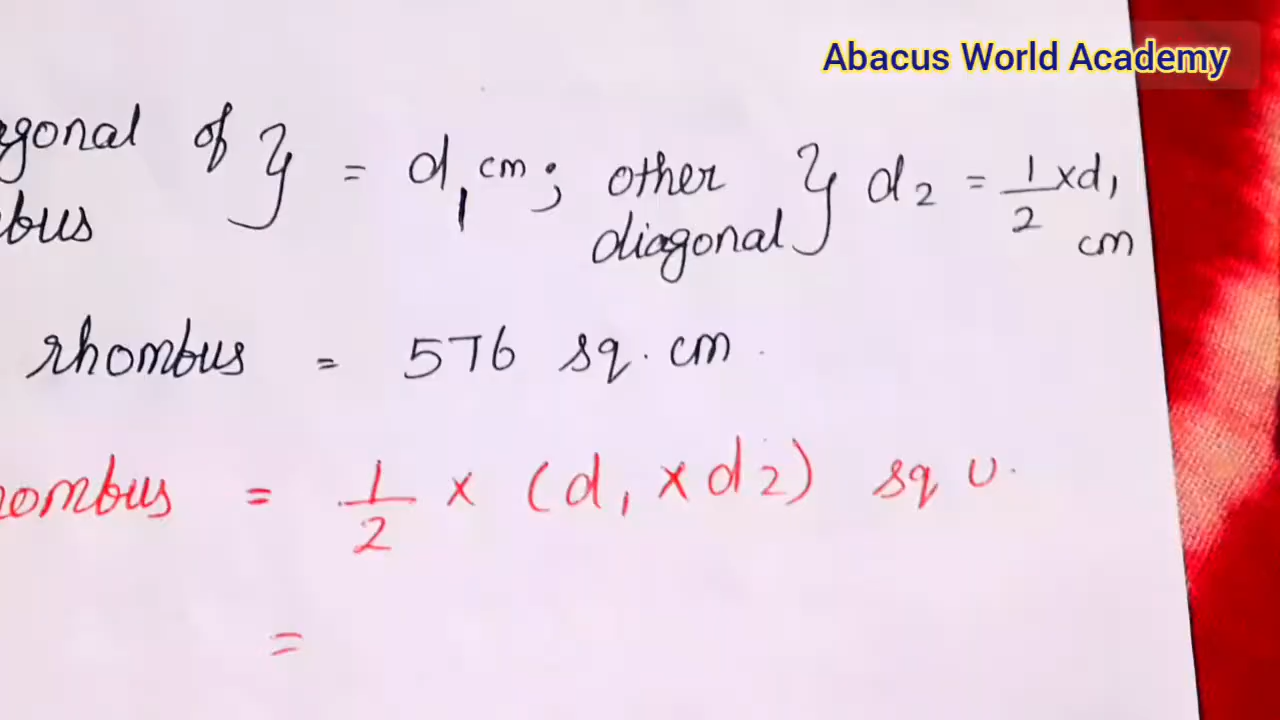 Abacus World Academy
gonal of } = d₁ cm; other } d₂ = 1/2 × d₁
bus diagonal cm
rhombus = 576 sq. cm.
ombus = 1/2 × (d₁ × d₂) sq u.
=